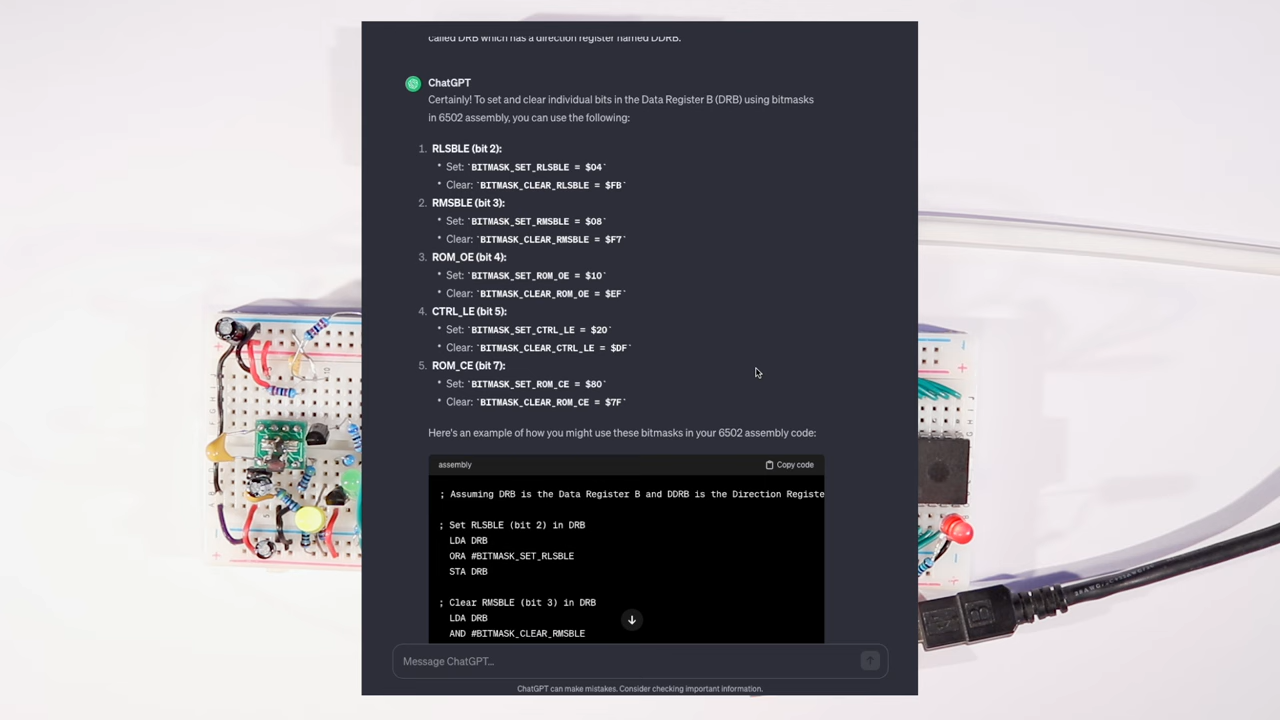 called DRB which has a direction register named DDRB.
ChatGPT
Certainly! To set and clear individual bits in the Data Register B (DRB) using bitmasks
in 6502 assembly, you can use the following:
1. RLSBLE (bit 2):
• Set: `BITMASK_SET_RLSBLE = $04`
• Clear: `BITMASK_CLEAR_RLSBLE = $FB`
2. RMSBLE (bit 3):
• Set: `BITMASK_SET_RMSBLE = $08`
• Clear: `BITMASK_CLEAR_RMSBLE = $F7`
3. ROM_OE (bit 4):
• Set: `BITMASK_SET_ROM_OE = $10`
• Clear: `BITMASK_CLEAR_ROM_OE = $EF`
4. CTRL_LE (bit 5):
• Set: `BITMASK_SET_CTRL_LE = $20`
• Clear: `BITMASK_CLEAR_CTRL_LE = $DF`
5. ROM_CE (bit 7):
• Set: `BITMASK_SET_ROM_CE = $80`
• Clear: `BITMASK_CLEAR_ROM_CE = $7F`
Here's an example of how you might use these bitmasks in your 6502 assembly code:
assembly Copy code
; Assuming DRB is the Data Register B and DDRB is the Direction Registe
; Set RLSBLE (bit 2) in DRB
LDA DRB
ORA #BITMASK_SET_RLSBLE
STA DRB
; Clear RMSBLE (bit 3) in DRB
LDA DRB
AND #BITMASK_CLEAR_RMSBLE
Message ChatGPT...
ChatGPT can make mistakes. Consider checking important information.